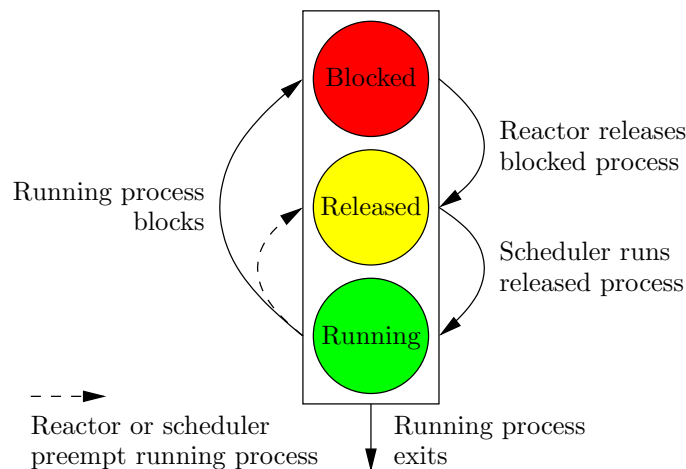 Blocked
Reactor releases
blocked process
Running process
blocks
Released
Scheduler runs
released process
Running
Reactor or scheduler
preempt running process
Running process
exits